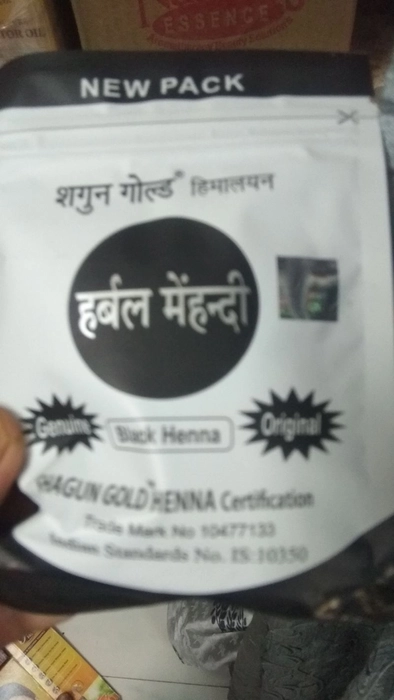 ESSENCE
NEW PACK
शगुन गोल्ड® हिमालयन
हर्बल मेंहन्दी
Genuine
Black Henna
Original
SHAGUN GOLD HENNA Certification
Trade Mark No 10477133
Indian Standards No. IS:10350